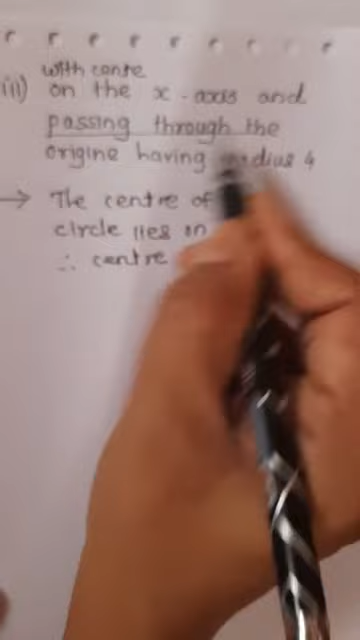 with centre
iii) on the x-axis and
passing through the
origine having radius 4
→ The centre of
circle lies on
∴ centre